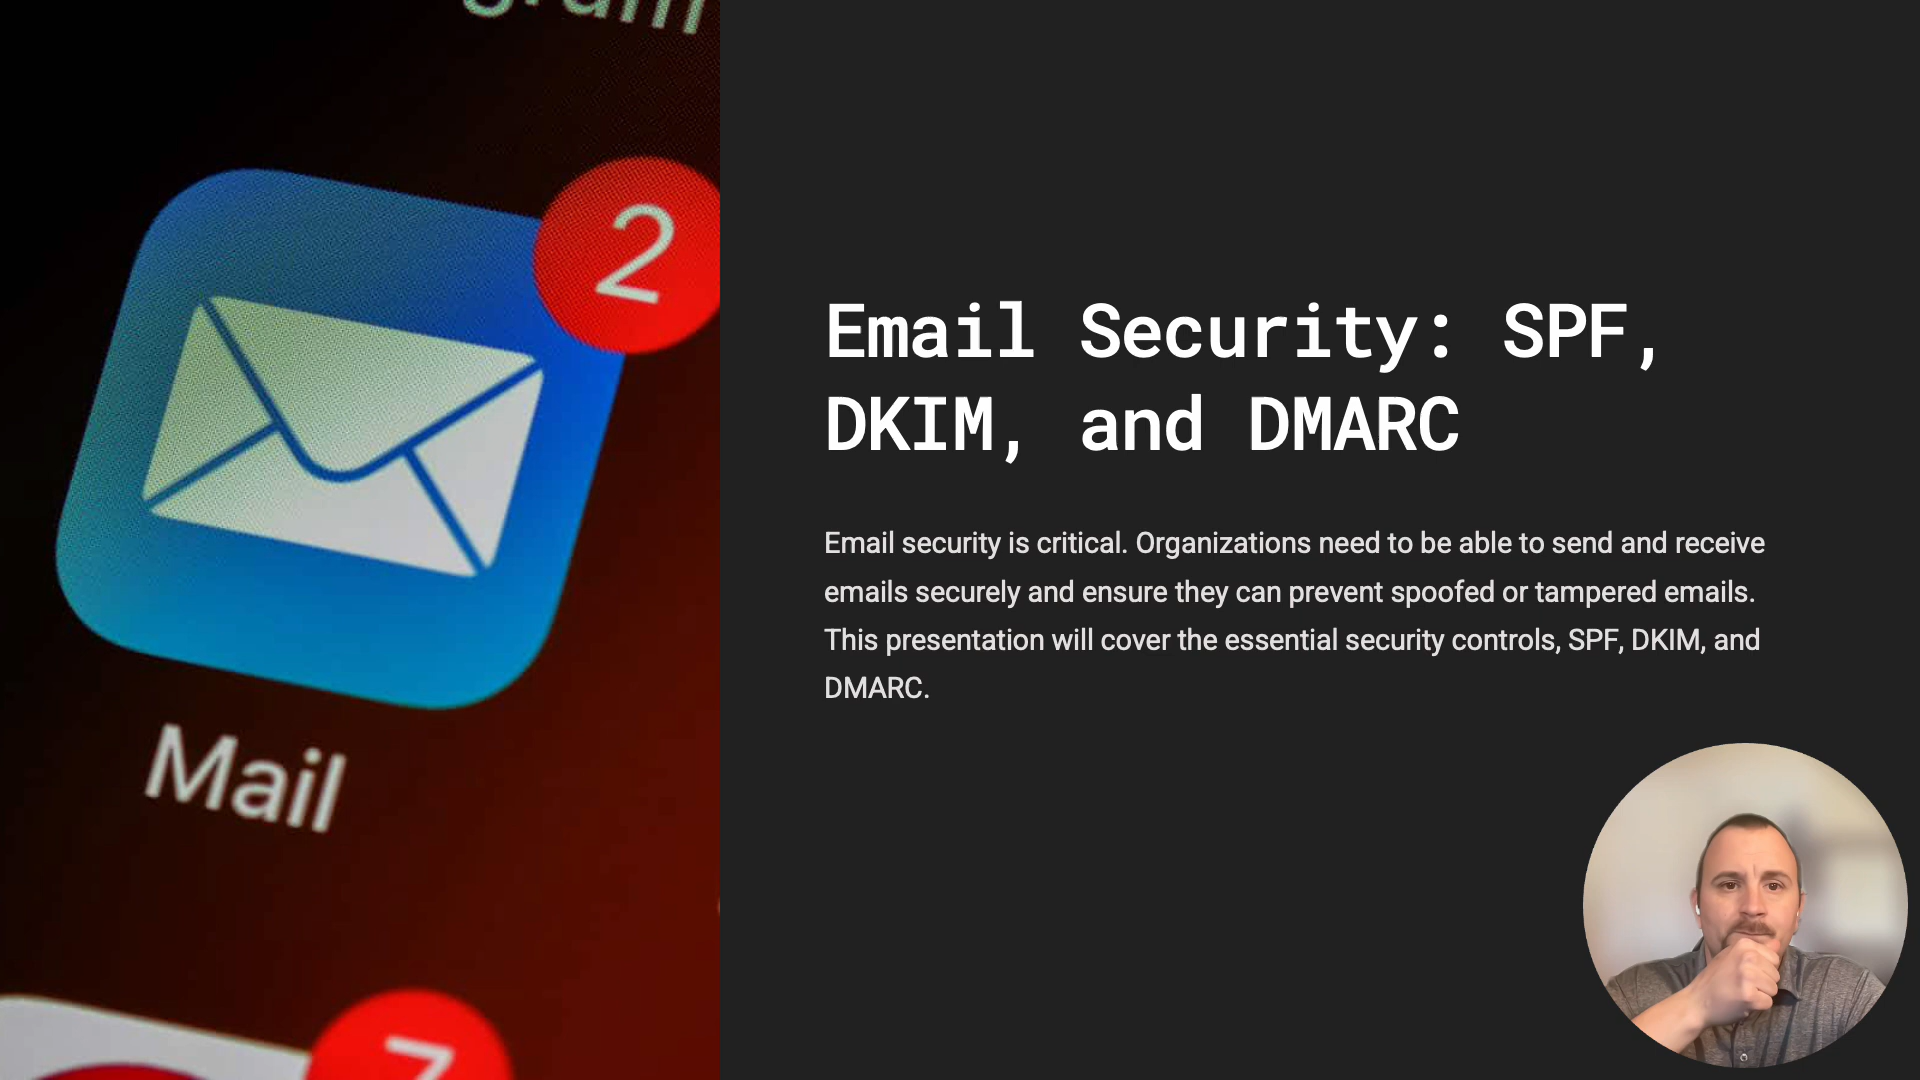 2
Mail
7
Email Security: SPF,
DKIM, and DMARC
Email security is critical. Organizations need to be able to send and receive
emails securely and ensure they can prevent spoofed or tampered emails.
This presentation will cover the essential security controls, SPF, DKIM, and
DMARC.